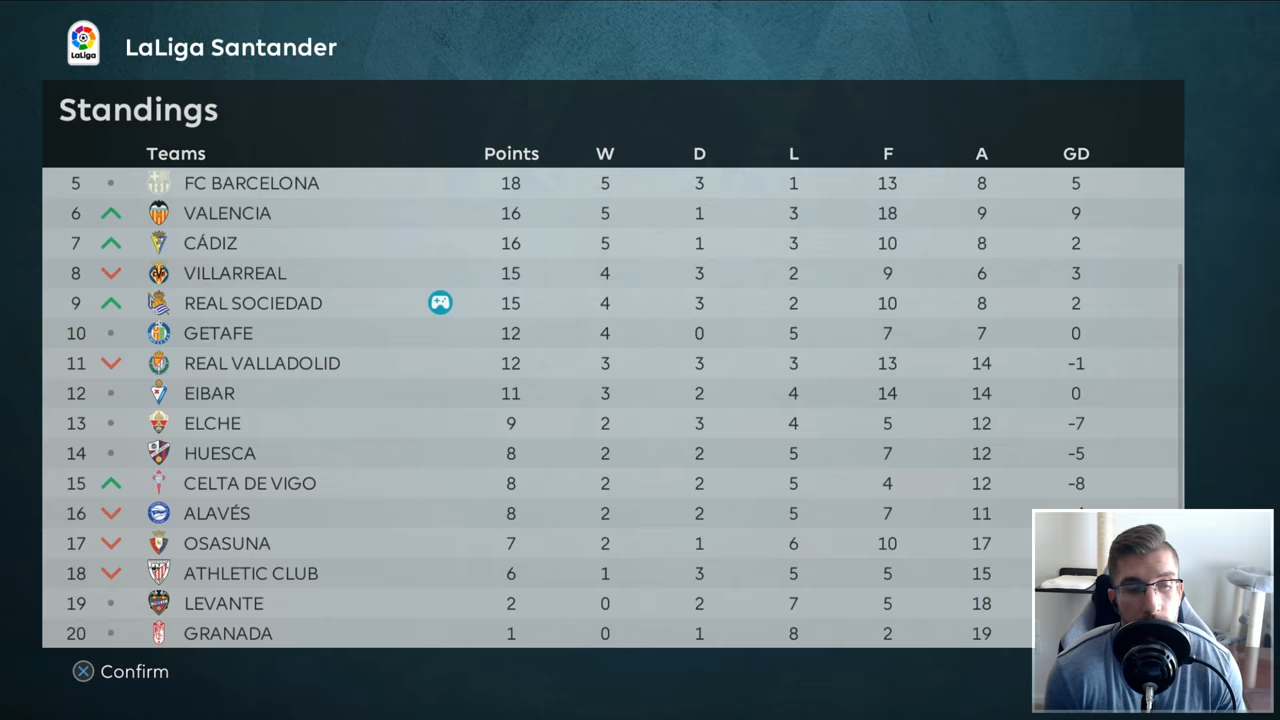 LaLiga
LaLiga Santander
Standings
Teams Points W D L F A GD
5 FC BARCELONA 18 5 3 1 13 8 5
6 VALENCIA 16 5 1 3 18 9 9
7 CÁDIZ 16 5 1 3 10 8 2
8 VILLARREAL 15 4 3 2 9 6 3
9 REAL SOCIEDAD 15 4 3 2 10 8 2
10 GETAFE 12 4 0 5 7 7 0
11 REAL VALLADOLID 12 3 3 3 13 14 -1
12 EIBAR 11 3 2 4 14 14 0
13 ELCHE 9 2 3 4 5 12 -7
14 HUESCA 8 2 2 5 7 12 -5
15 CELTA DE VIGO 8 2 2 5 4 12 -8
16 ALAVÉS 8 2 2 5 7 11
17 OSASUNA 7 2 1 6 10 17
18 ATHLETIC CLUB 6 1 3 5 5 15
19 LEVANTE 2 0 2 7 5 18
20 GRANADA 1 0 1 8 2 19
Confirm